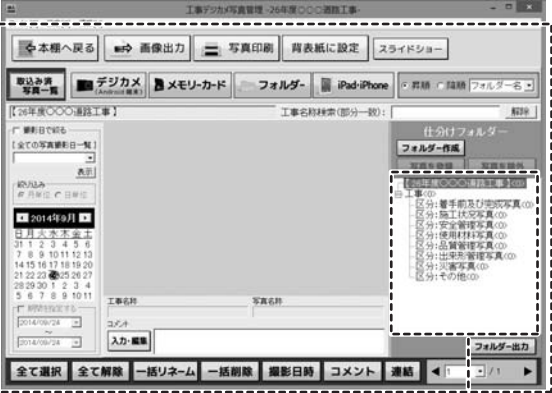 工事デジカメ写真管理 -26年度○○○道路工事-
本棚へ戻る 画像出力 写真印刷 背表紙に設定 スライドショー
取込み済 写真一覧 デジカメ (Android 端末) メモリ・カード フォルダー iPad・iPhone 昇順 降順 フォルダー名
【26年度○○○道路工事】 工事名称検索(部分一致): 解除
撮影日で絞る
[全ての写真撮影日一覧]
表示
絞り込み
月単位 日単位
2014年9月
日 月 火 水 木 金 土
31 1 2 3 4 5 6
7 8 9 10 11 12 13
14 15 16 17 18 19 20
21 22 23 24 25 26 27
28 29 30 1 2 3 4
5 6 7 8 9 10 11
期間を指定する
2014/09/24
~
2014/09/24
工事名称 写真名称
コメント
入力・編集
仕分けフォルダー
フォルダー作成
写真を登録 写真を除外
【26年度○○○道路工事】(0)
工事(0)
区分:着手前及び完成写真(0)
区分:施工状況写真(0)
区分:安全管理写真(0)
区分:使用材料写真(0)
区分:品質管理写真(0)
区分:出来形管理写真(0)
区分:災害写真(0)
区分:その他(0)
フォルダー出力
全て選択 全て解除 一括リネーム 一括削除 撮影日時 コメント 連結 1 / 1